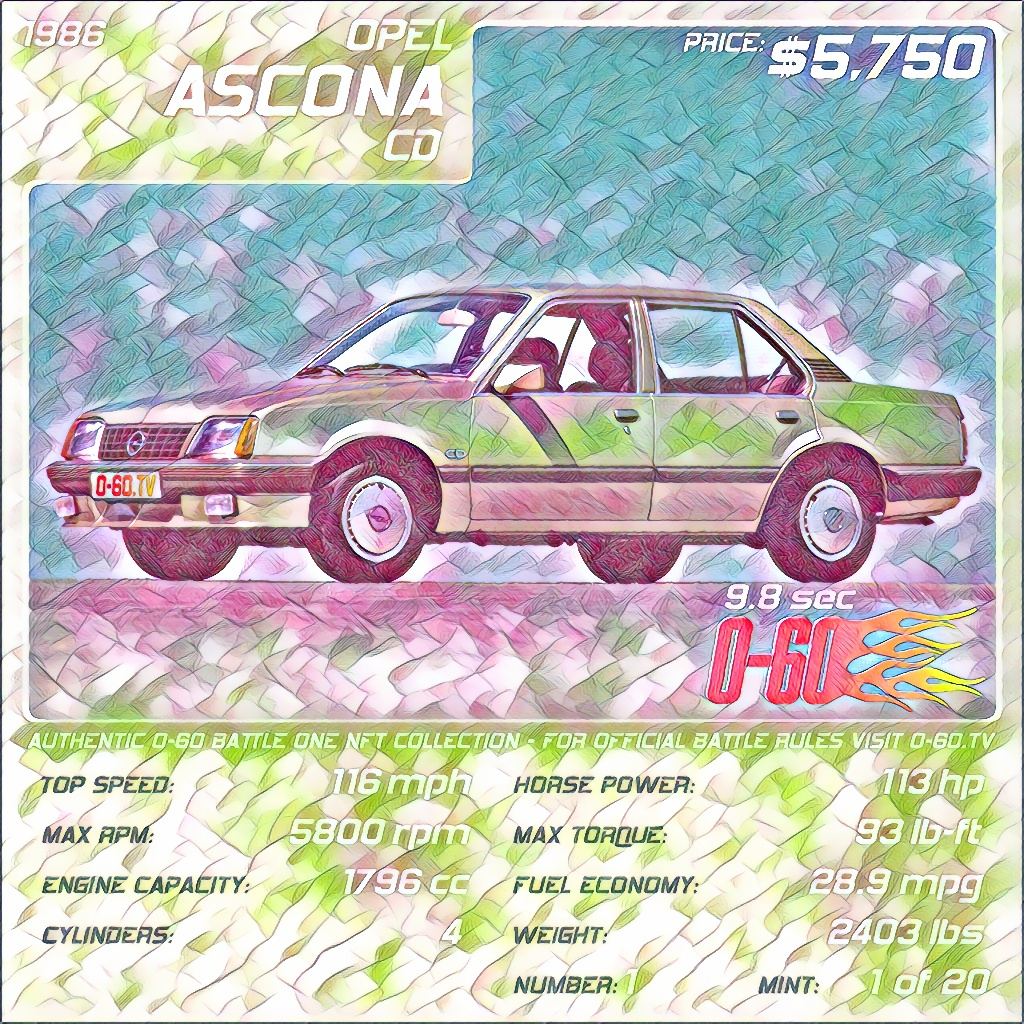 1986 OPEL
ASCONA
CD
PRICE: $5,750
0-60.TV
CD
9.8 sec
0-60
AUTHENTIC 0-60 BATTLE ONE NFT COLLECTION - FOR OFFICIAL BATTLE RULES VISIT 0-60.TV
TOP SPEED: 116 mph HORSE POWER: 113 hp
MAX RPM: 5800 rpm MAX TORQUE: 93 lb-ft
ENGINE CAPACITY: 1796 cc FUEL ECONOMY: 28.9 mpg
CYLINDERS: 4 WEIGHT: 2403 lbs
NUMBER: 1 MINT: 1 of 20